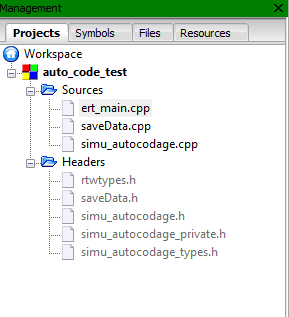 Management
Projects Symbols Files Resources
Workspace
auto_code_test
Sources
ert_main.cpp
saveData.cpp
simu_autocodage.cpp
Headers
rtwtypes.h
saveData.h
simu_autocodage.h
simu_autocodage_private.h
simu_autocodage_types.h